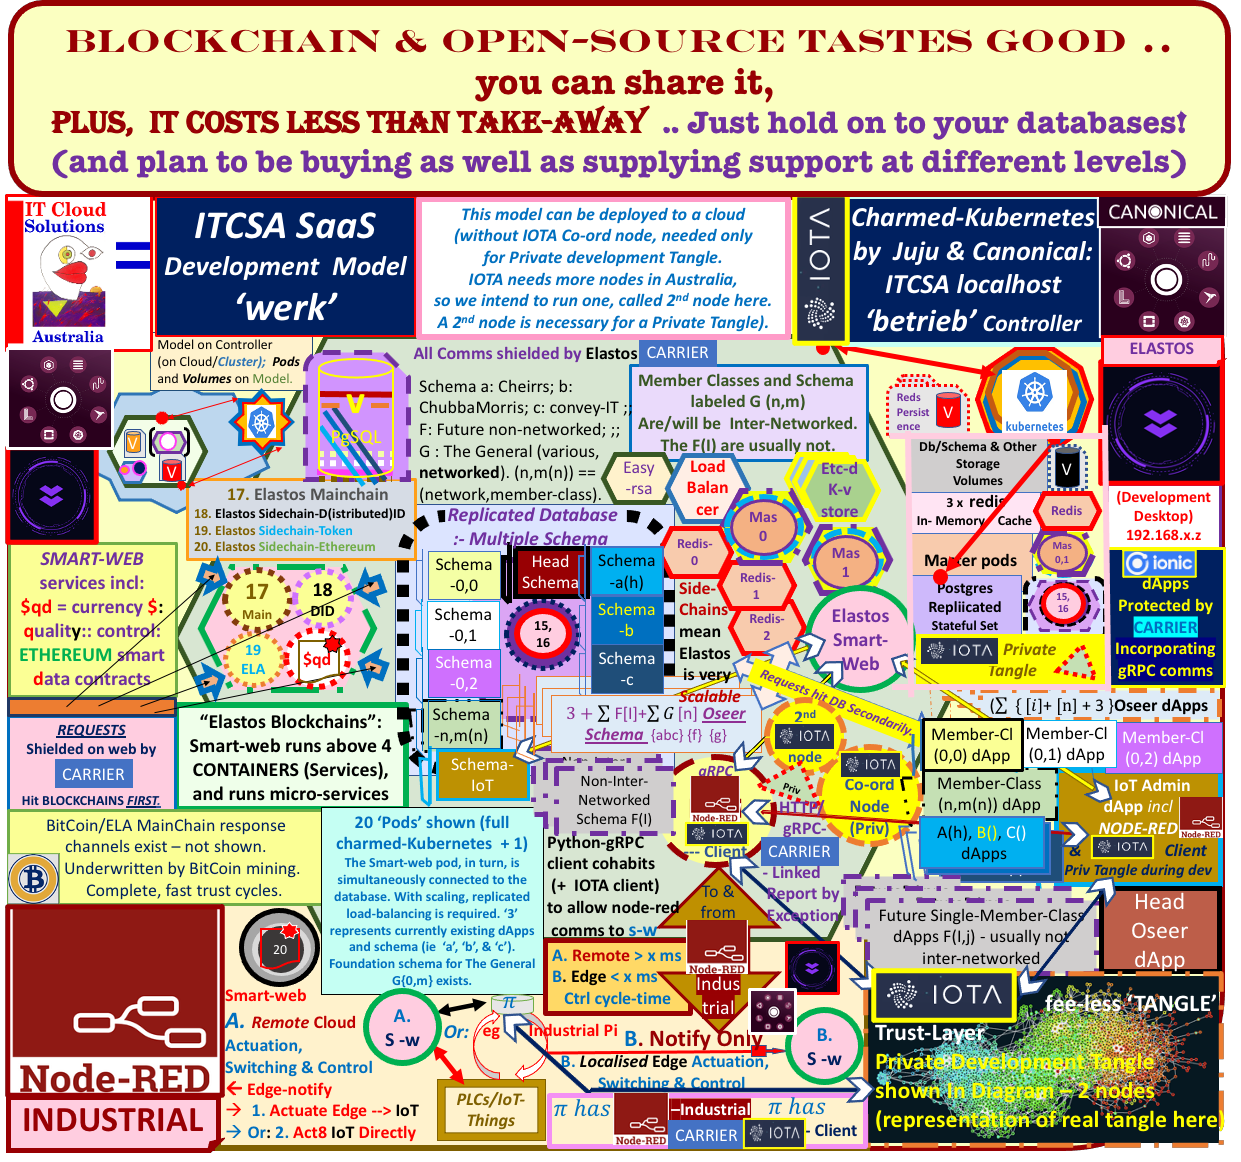 BLOCKCHAIN & OPEN-SOURCE TASTES GOOD ..
you can share it,
PLUS, IT COSTS LESS THAN TAKE-AWAY .. Just hold on to your databases!
(and plan to be buying as well as supplying support at different levels)
IT Cloud
Solutions
Australia
ITCSA SaaS
Development Model
‘werk’
This model can be deployed to a cloud
(without IOTA Co-ord node, needed only
for Private development Tangle.
IOTA needs more nodes in Australia,
so we intend to run one, called 2nd node here.
A 2nd node is necessary for a Private Tangle).
IOTA
Charmed-Kubernetes
by Juju & Canonical:
ITCSA localhost
‘betrieb’ Controller
CANONICAL
ELASTOS
Model on Controller
(on Cloud/Cluster); Pods
and Volumes on Model.
V
PgSQL
V
V
All Comms shielded by Elastos CARRIER
Schema a: Cheirrs; b:
ChubbaMorris; c: convey-IT ;;
F: Future non-networked; ;;
G : The General (various,
networked). (n,m(n)) ==
(network,member-class).
Member Classes and Schema
labeled G (n,m)
Are/will be Inter-Networked.
The F(I) are usually not.
Reds
Persist
ence
V
kubernetes
Db/Schema & Other
Storage
Volumes
V
3 x redis
In- Memory Cache
Redis
Master pods
Mas
0,1
Postgres
Repliicated
Stateful Set
15,
16
IOTA Private
Tangle
(Development
Desktop)
192.168.x.z
ionic
dApps
Protected by
CARRIER
Incorporating
gRPC comms
17. Elastos Mainchain
18. Elastos Sidechain-D(istributed)ID
19. Elastos Sidechain-Token
20. Elastos Sidechain-Ethereum
Easy
-rsa
Load
Balan
cer
Etc-d
K-v
store
Mas
0
Mas
1
Redis-
0
Redis-
1
Redis-
2
Replicated Database
:- Multiple Schema
Schema
-0,0
Head
Schema
Schema
-a(h)
Schema
-0,1
15,
16
Schema
-b
Schema
-0,2
Schema
-c
Schema
-n,m(n)
Schema-
IoT
Side-
Chains
mean
Elastos
is very
Scalable
Elastos
Smart-
Web
SMART-WEB
services incl:
$qd = currency $:
quality:: control:
ETHEREUM smart
data contracts
17
Main
18
DID
19
ELA
$qd
REQUESTS
Shielded on web by
CARRIER
Hit BLOCKCHAINS FIRST.
“Elastos Blockchains”:
Smart-web runs above 4
CONTAINERS (Services),
and runs micro-services
3 + ∑ F[I]+∑ G [n] Oseer
Schema {abc} {f} {g}
Requests hit DB Secondarily
2nd
IOTA
node
IOTA
Co-ord
Node
(Priv)
Priv
(∑ { [i]+ [n] + 3 }Oseer dApps
Member-Cl
(0,0) dApp
Member-Cl
(0,1) dApp
Member-Cl
(0,2) dApp
Member-Class
(n,m(n)) dApp
A(h), B(), C()
dApps
IoT Admin
dApp incl
NODE-RED
Node-RED
& IOTA Client
Priv Tangle during dev
Non-Inter-
Networked
Schema F(I)
gRPC
Node-RED
IOTA
--- Client
HTTP/
gRPC-
CARRIER
- Linked
Report by
Exception
BitCoin/ELA MainChain response
channels exist – not shown.
Underwritten by BitCoin mining.
Complete, fast trust cycles.
20 ‘Pods’ shown (full
charmed-Kubernetes + 1)
The Smart-web pod, in turn, is
simultaneously connected to the
database. With scaling, replicated
load-balancing is required. ‘3’
represents currently existing dApps
and schema (ie ‘a’, ‘b’, & ‘c’).
Foundation schema for The General
G{0,m} exists.
Python-gRPC
client cohabits
(+ IOTA client)
to allow node-red
comms to s-w
To &
from
Node-RED
Indus
trial
Future Single-Member-Class
dApps F(I,j) - usually not
inter-networked
Head
Oseer
dApp
A. Remote > x ms
B. Edge < x ms
Ctrl cycle-time
Node-RED
INDUSTRIAL
20
Smart-web
A. Remote Cloud
Actuation,
Switching & Control
← Edge-notify
→ 1. Actuate Edge --> IoT
→ Or: 2. Act8 IoT Directly
A.
S -w
Or:
π
eg Industrial Pi
PLCs/IoT-
Things
B. Notify Only
B. Localised Edge Actuation,
Switching & Control
B.
S -w
π has
Node-RED
–Industrial
CARRIER
π has
IOTA - Client
IOTA
fee-less ‘TANGLE’
Trust-Layer
Private Development Tangle
shown In Diagram – 2 nodes
(representation of real tangle here)